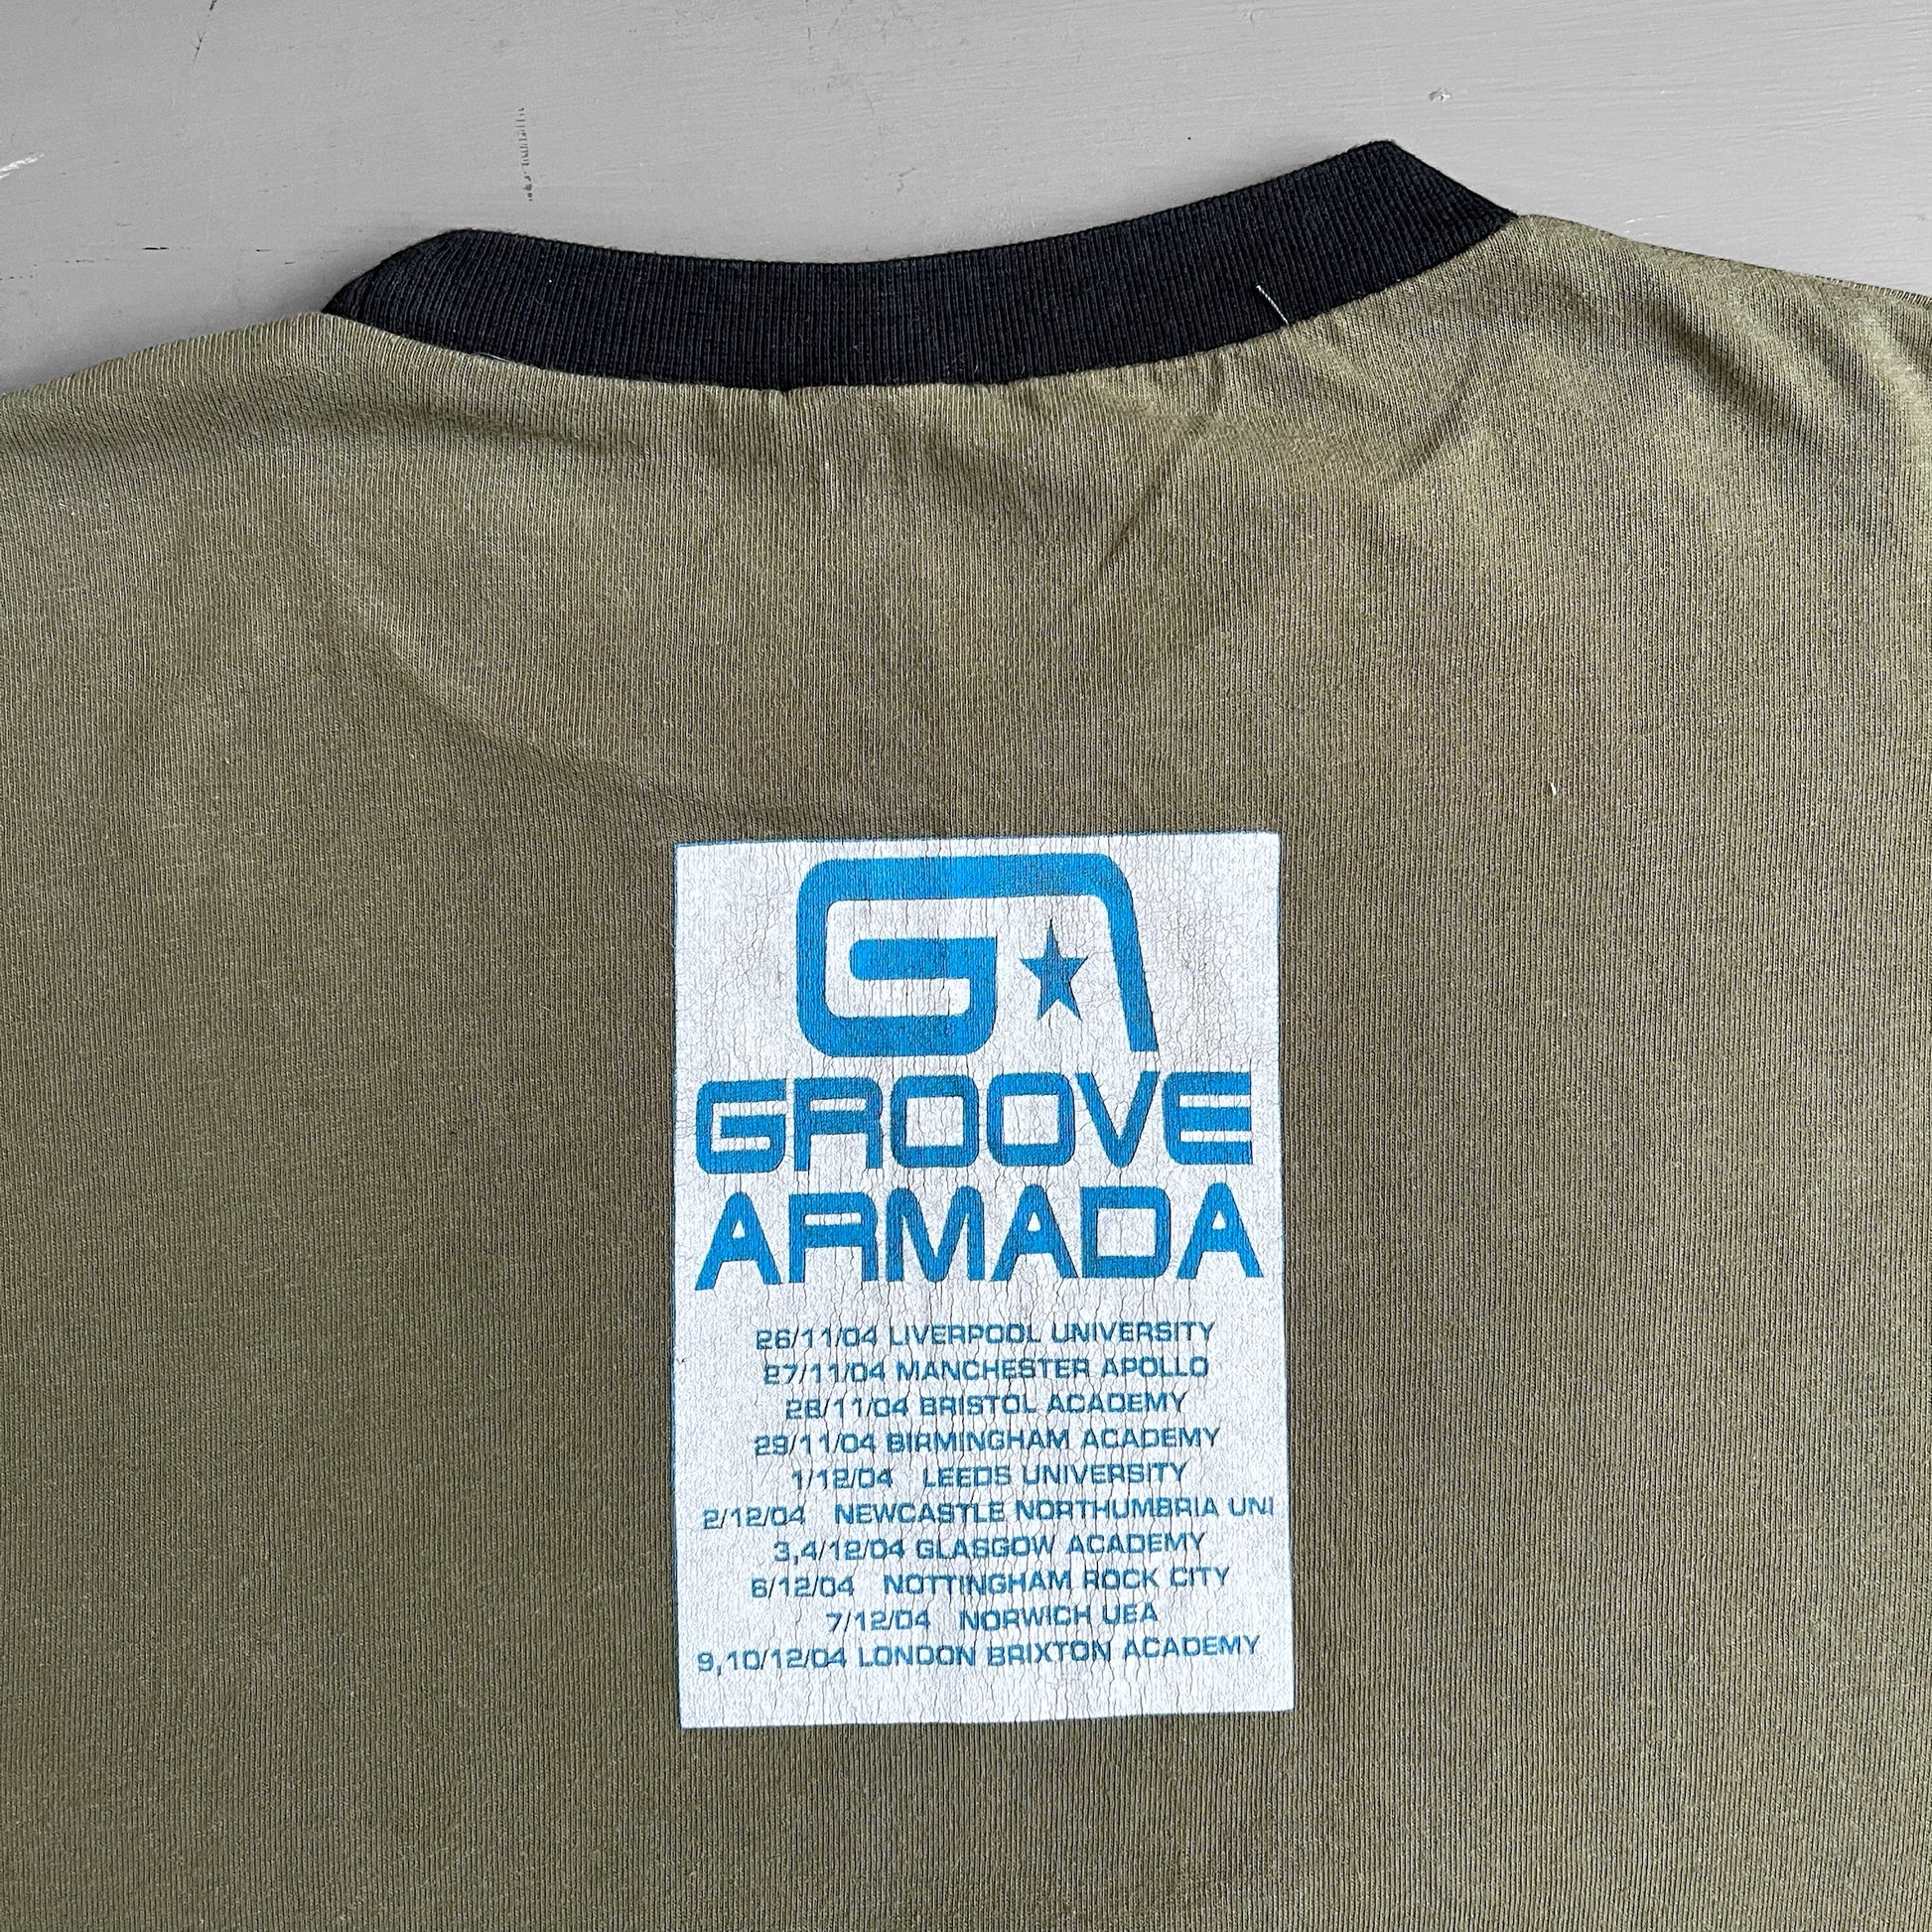 GA
GROOVE
ARMADA
26/11/04 LIVERPOOL UNIVERSITY
27/11/04 MANCHESTER APOLLO
28/11/04 BRISTOL ACADEMY
29/11/04 BIRMINGHAM ACADEMY
1/12/04 LEEDS UNIVERSITY
2/12/04 NEWCASTLE NORTHUMBRIA UNI
3,4/12/04 GLASGOW ACADEMY
6/12/04 NOTTINGHAM ROCK CITY
7/12/04 NORWICH UEA
9,10/12/04 LONDON BRIXTON ACADEMY